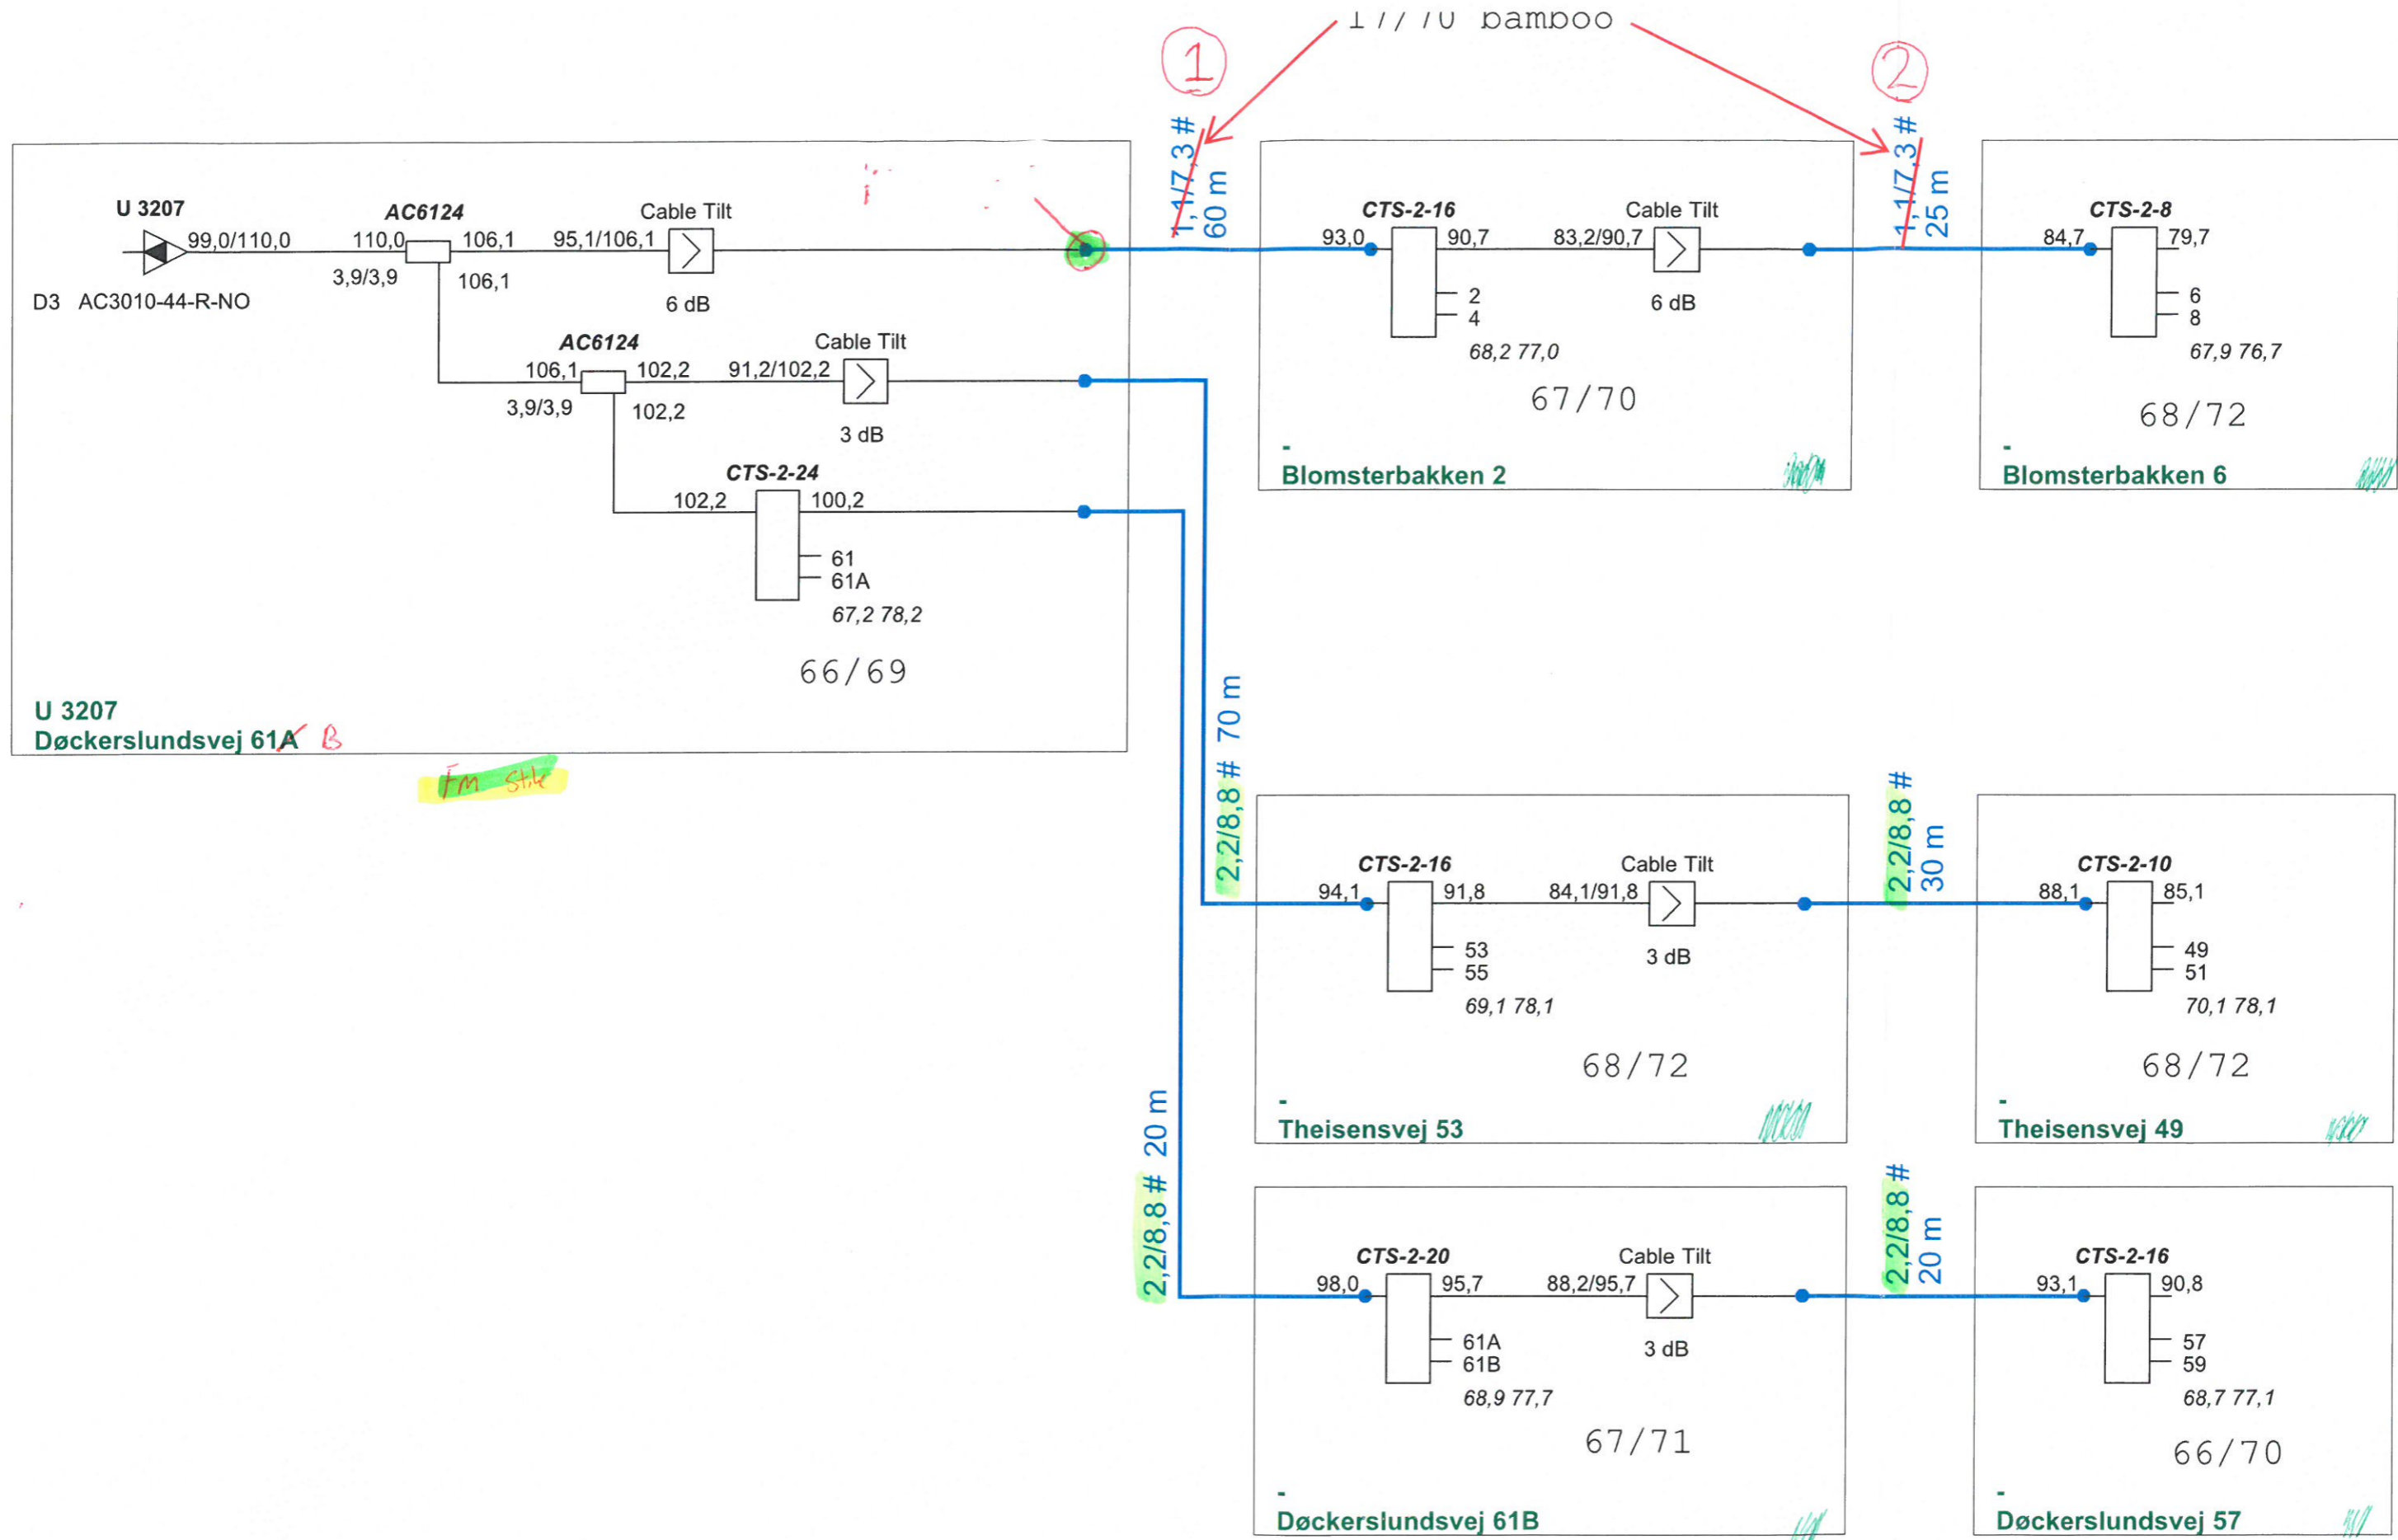 bamboo
1
2
1,1/7,3 #
60 m
1,1/7,3 #
25 m
U 3207
99,0/110,0
D3 AC3010-44-R-NO
AC6124
110,0
106,1
3,9/3,9
106,1
95,1/106,1
Cable Tilt
6 dB
AC6124
106,1
102,2
3,9/3,9
102,2
91,2/102,2
Cable Tilt
3 dB
CTS-2-24
102,2
100,2
61
61A
67,2 78,2
66/69
U 3207
Døckerslundsvej 61A B
Fm Stik
CTS-2-16
93,0
90,7
2
4
68,2 77,0
83,2/90,7
Cable Tilt
6 dB
67/70
-
Blomsterbakken 2
CTS-2-8
84,7
79,7
6
8
67,9 76,7
68/72
-
Blomsterbakken 6
2,2/8,8 # 70 m
CTS-2-16
94,1
91,8
53
55
69,1 78,1
84,1/91,8
Cable Tilt
3 dB
68/72
-
Theisensvej 53
2,2/8,8 #
30 m
CTS-2-10
88,1
85,1
49
51
70,1 78,1
68/72
-
Theisensvej 49
2,2/8,8 # 20 m
CTS-2-20
98,0
95,7
61A
61B
68,9 77,7
88,2/95,7
Cable Tilt
3 dB
67/71
-
Døckerslundsvej 61B
2,2/8,8 #
20 m
CTS-2-16
93,1
90,8
57
59
68,7 77,1
66/70
-
Døckerslundsvej 57